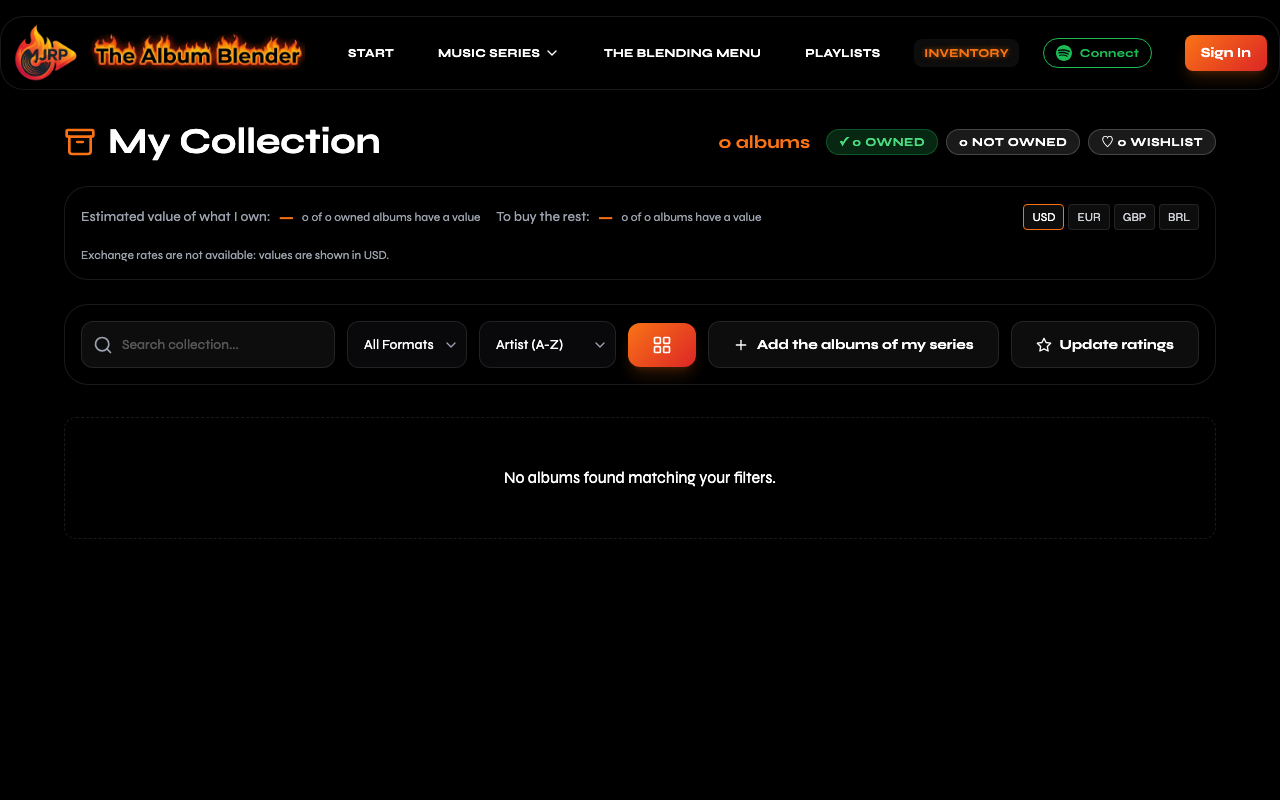 MJRP The Album Blender START MUSIC SERIES THE BLENDING MENU PLAYLISTS INVENTORY Connect Sign In
My Collection 0 albums ✓ 0 OWNED 0 NOT OWNED ♡ 0 WISHLIST
Estimated value of what I own: — 0 of 0 owned albums have a value To buy the rest: — 0 of 0 albums have a value USD EUR GBP BRL
Exchange rates are not available: values are shown in USD.
Search collection... All Formats Artist (A-Z) + Add the albums of my series Update ratings
No albums found matching your filters.